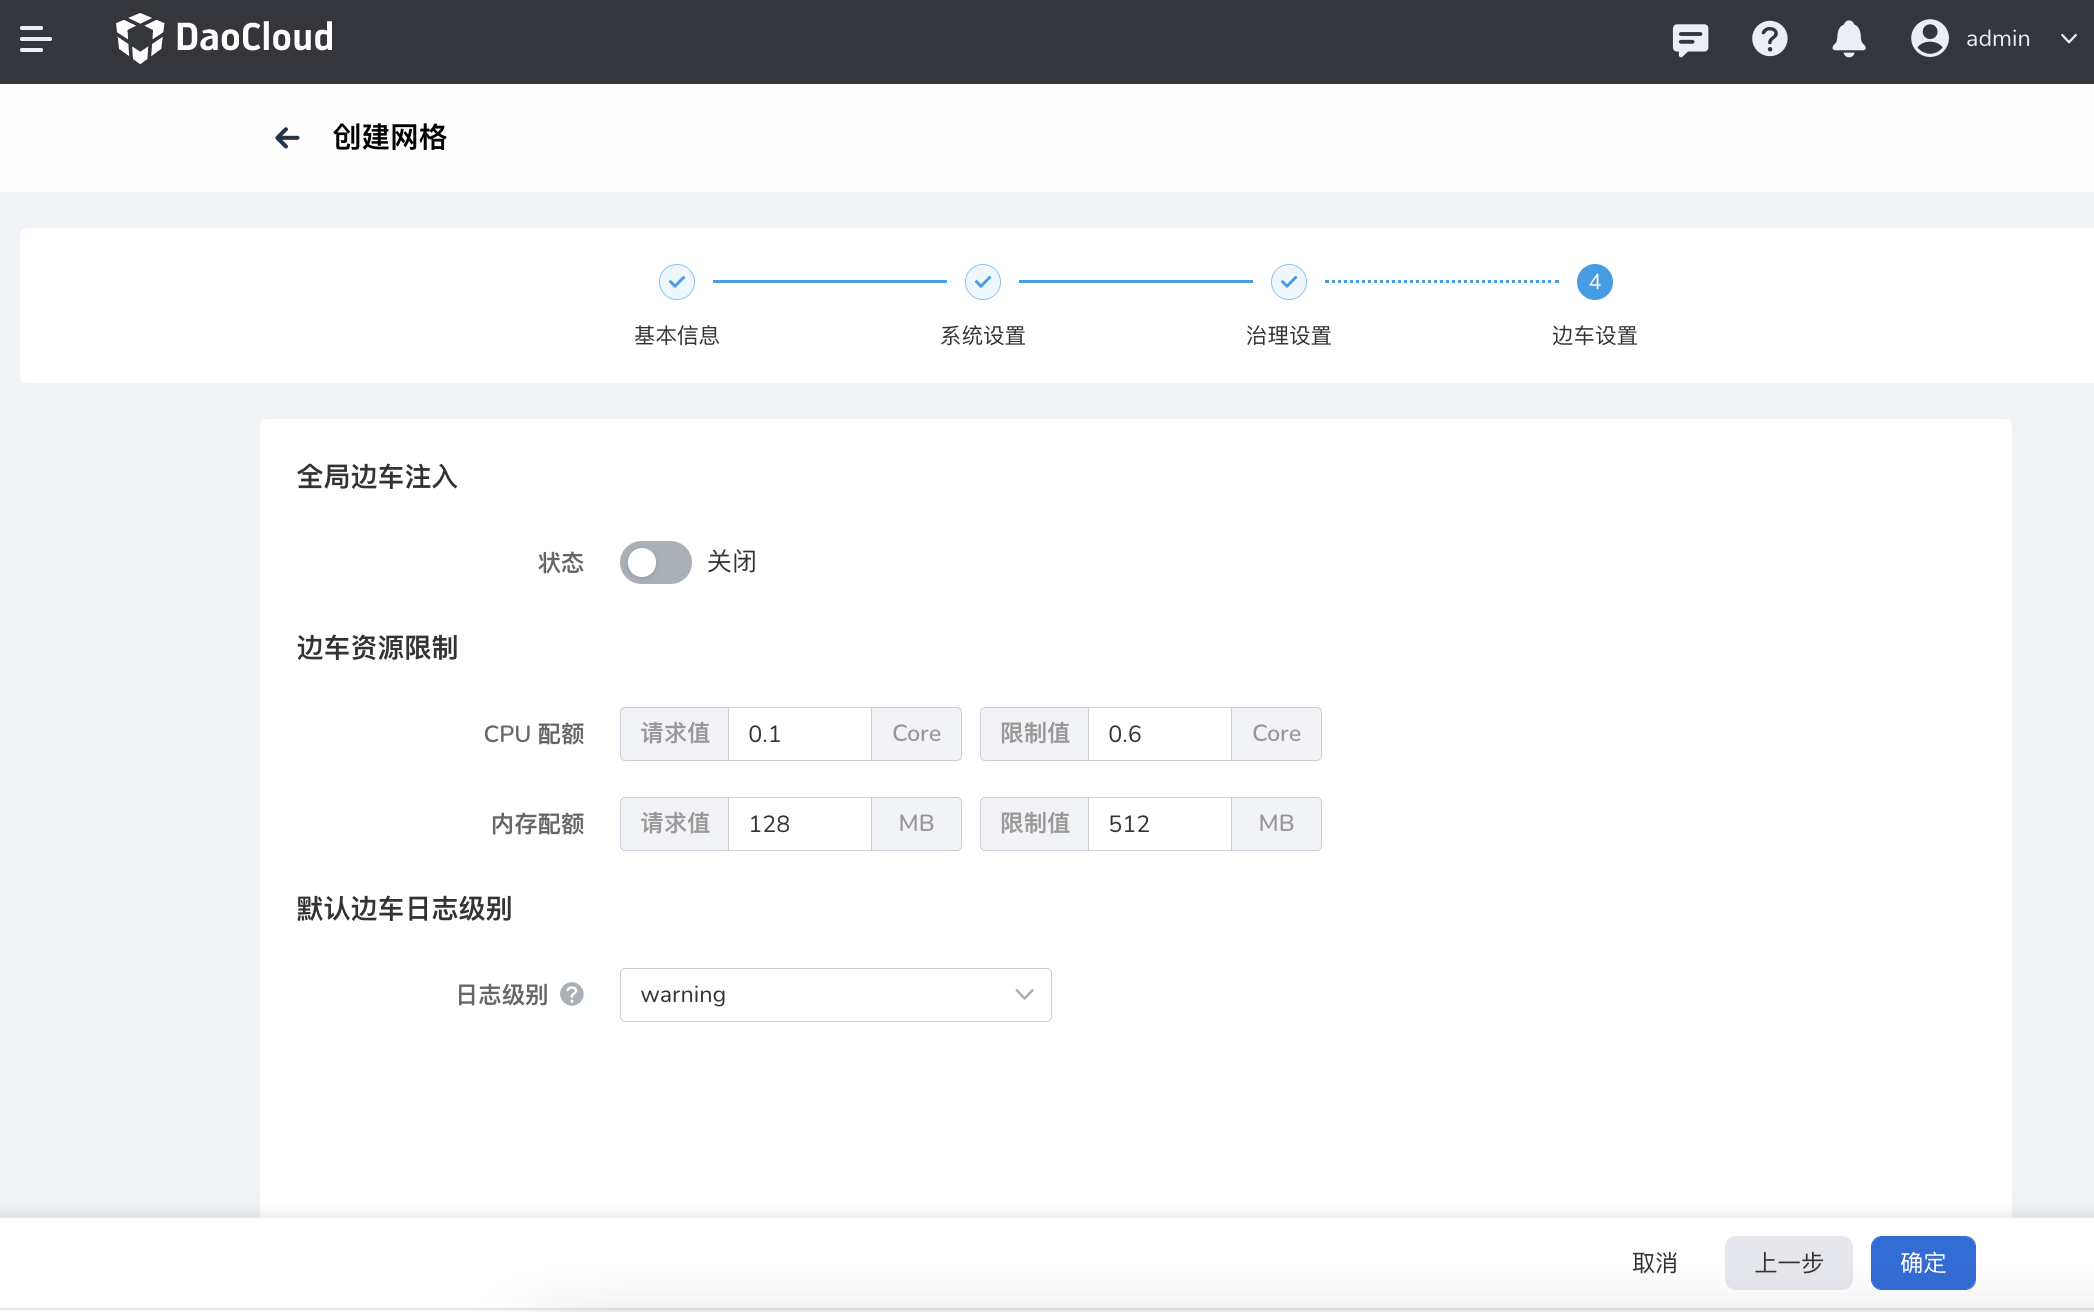 DaoCloud
admin
创建网格
4
基本信息 系统设置 治理设置 边车设置
全局边车注入
状态 关闭
边车资源限制
CPU 配额 请求值 0.1 Core 限制值 0.6 Core
内存配额 请求值 128 MB 限制值 512 MB
默认边车日志级别
日志级别 ? warning
取消 上一步 确定